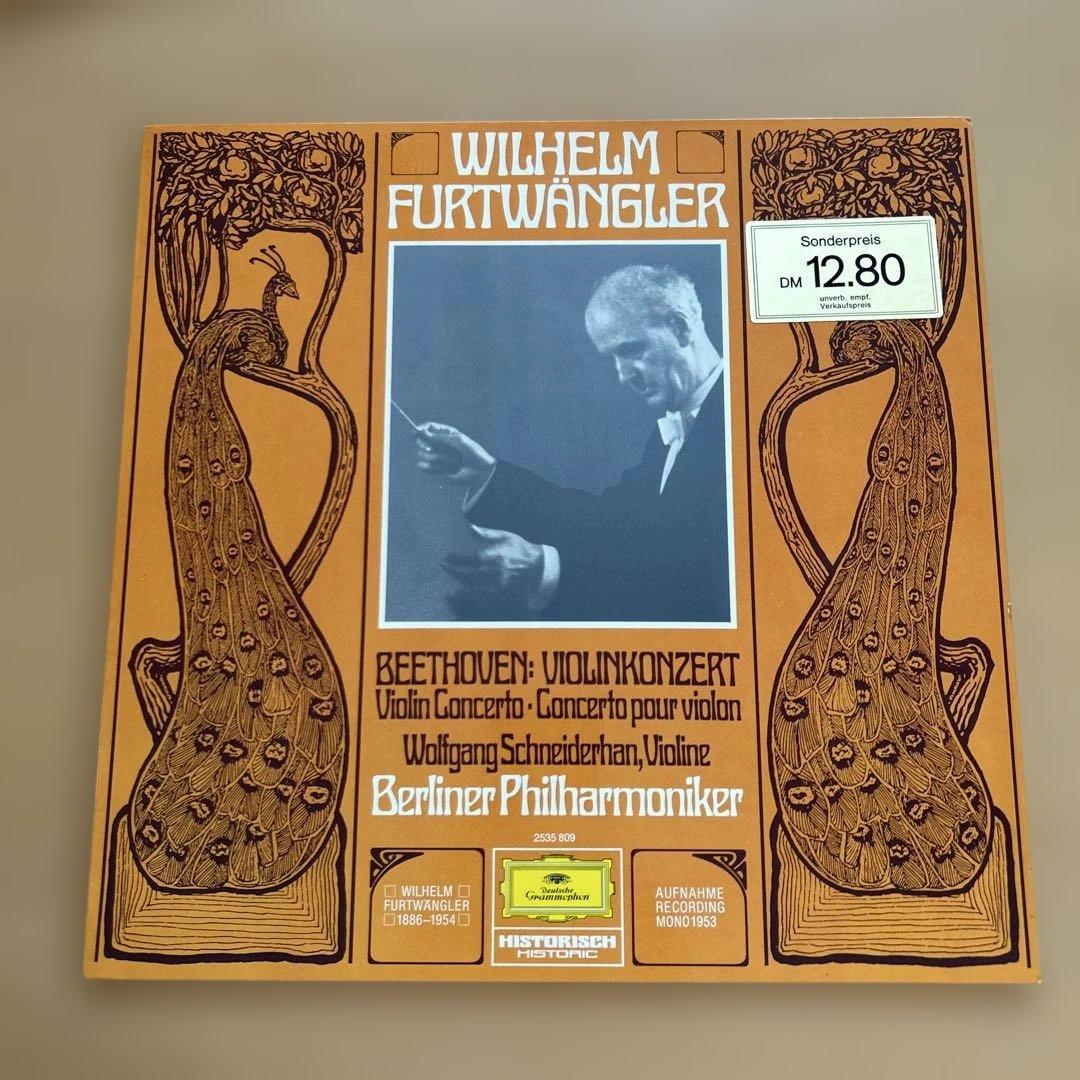 WILHELM
FURTWÄNGLER
Sonderpreis
DM 12.80
unverb. empf.
Verkaufspreis
BEETHOVEN: VIOLINKONZERT
Violin Concerto · Concerto pour violon
Wolfgang Schneiderhan, Violine
Berliner Philharmoniker
2535 809
WILHELM
FURTWÄNGLER
1886–1954
Deutsche
Grammophon
HISTORISCH
HISTORIC
AUFNAHME
RECORDING
MONO 1953